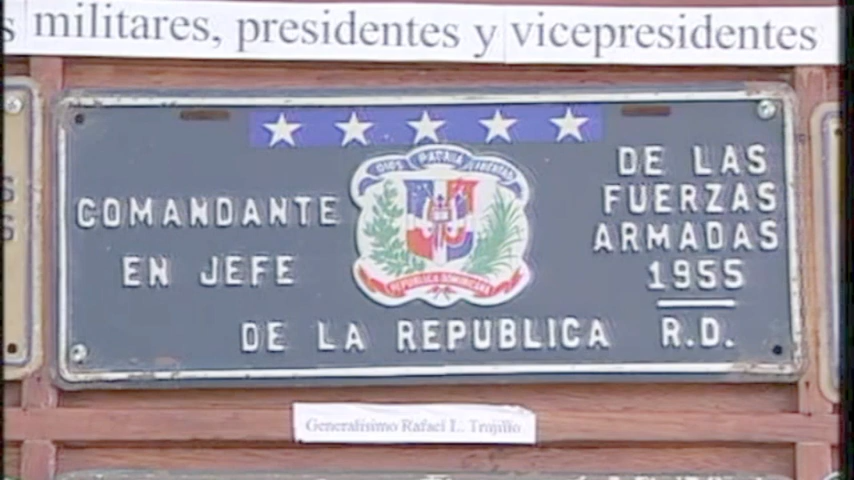 militares, presidentes y vicepresidentes
DIOS PATRIA LIBERTAD
COMANDANTE
EN JEFE
DE LAS
FUERZAS
ARMADAS
1955
REPUBLICA DOMINICANA
DE LA REPUBLICA R.D.
Generalísimo Rafael L. Trujillo